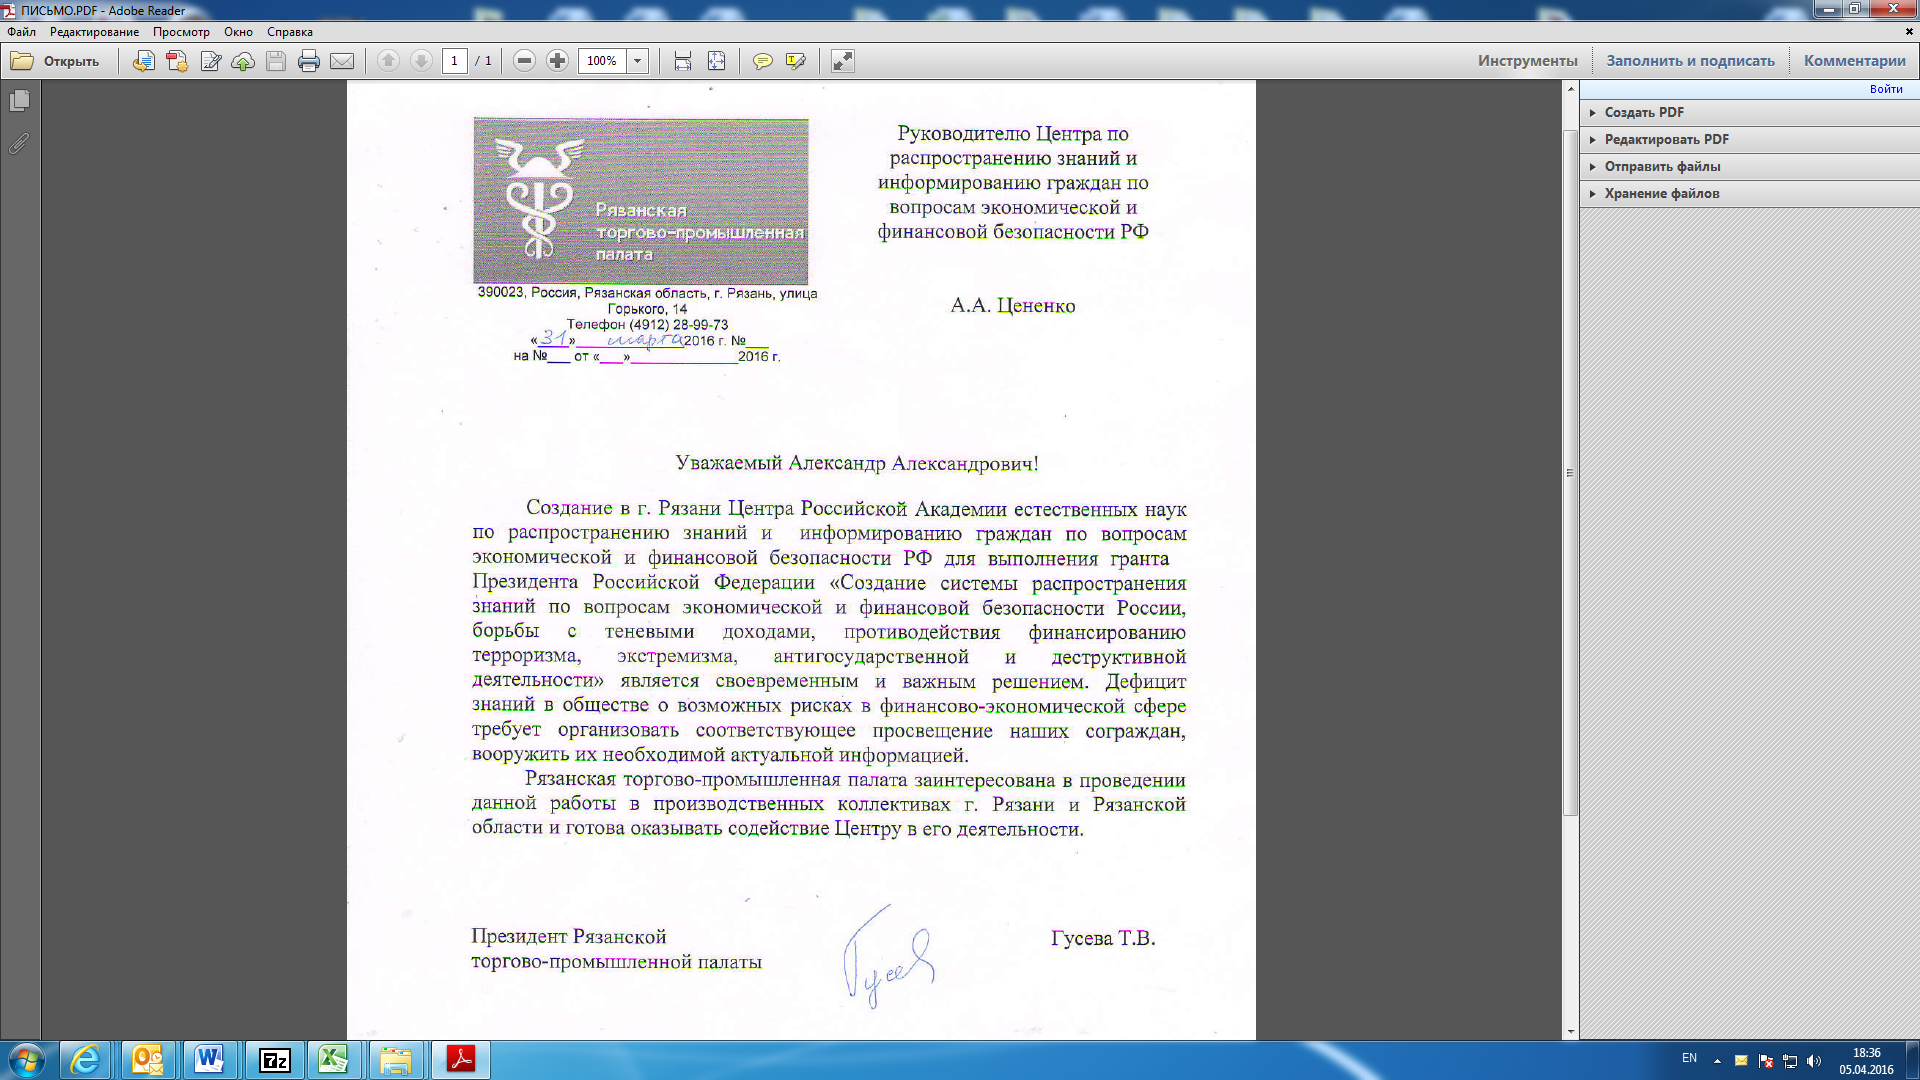 ПИСЬМО.PDF - Adobe Reader
Файл Редактирование Просмотр Окно Справка
Открыть
1 / 1
100%
Инструменты Заполнить и подписать Комментарии
Войти
Создать PDF
Редактировать PDF
Отправить файлы
Хранение файлов
Рязанская
торгово-промышленная
палата
390023, Россия, Рязанская область, г. Рязань, улица
Горького, 14
Телефон (4912) 28-99-73
«31» марта 2016 г. №___
на №___ от «___»______________2016 г.
Руководителю Центра по
распространению знаний и
информированию граждан по
вопросам экономической и
финансовой безопасности РФ
А.А. Цененко
Уважаемый Александр Александрович!
Создание в г. Рязани Центра Российской Академии естественных наук
по распространению знаний и информированию граждан по вопросам
экономической и финансовой безопасности РФ для выполнения гранта
Президента Российской Федерации «Создание системы распространения
знаний по вопросам экономической и финансовой безопасности России,
борьбы с теневыми доходами, противодействия финансированию
терроризма, экстремизма, антигосударственной и деструктивной
деятельности» является своевременным и важным решением. Дефицит
знаний в обществе о возможных рисках в финансово-экономической сфере
требует организовать соответствующее просвещение наших сограждан,
вооружить их необходимой актуальной информацией.
Рязанская торгово-промышленная палата заинтересована в проведении
данной работы в производственных коллективах г. Рязани и Рязанской
области и готова оказывать содействие Центру в его деятельности.
Президент Рязанской
торгово-промышленной палаты
Гусева Т.В.
EN
18:36
05.04.2016